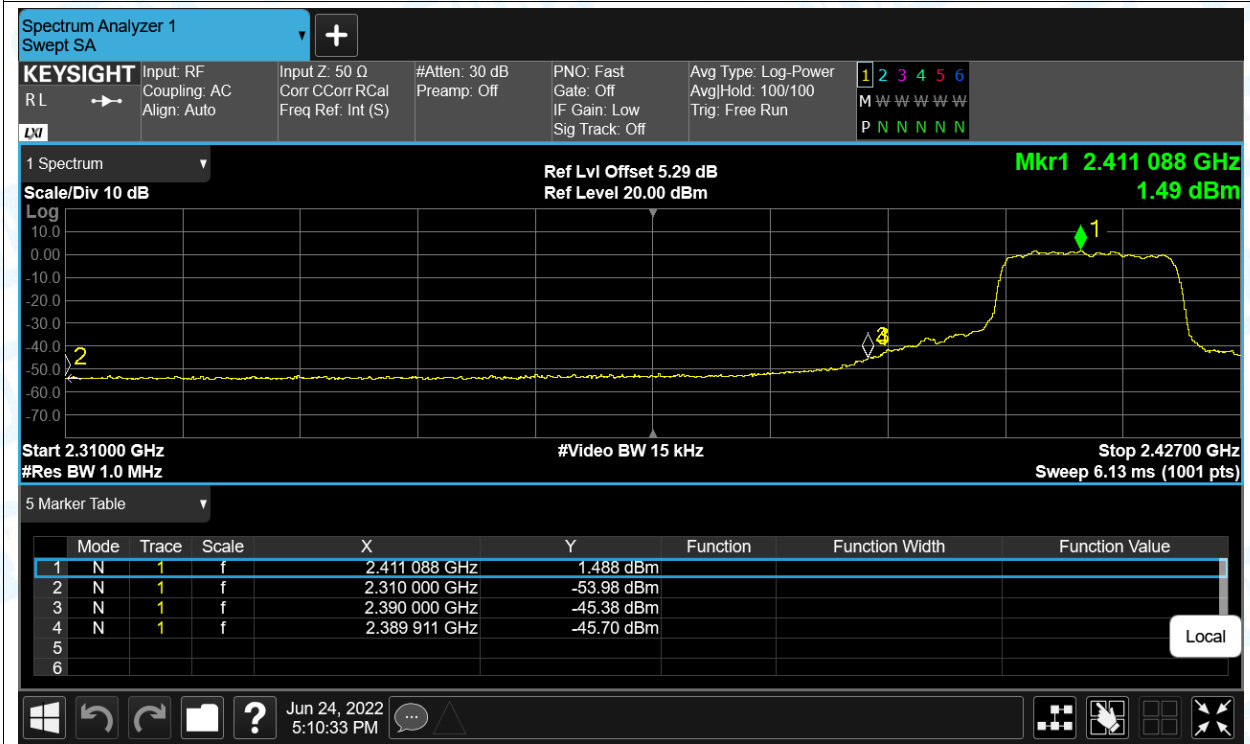 Spectrum Analyzer 1
Swept SA
+
KEYSIGHT
R L
LXI
Input: RF
Coupling: AC
Align: Auto
Input Z: 50 Ω
Corr CCorr RCal
Freq Ref: Int (S)
#Atten: 30 dB
Preamp: Off
PNO: Fast
Gate: Off
IF Gain: Low
Sig Track: Off
Avg Type: Log-Power
Avg|Hold: 100/100
Trig: Free Run
1 2 3 4 5 6
M W W W W W
P N N N N N
1 Spectrum
Scale/Div 10 dB
Ref Lvl Offset 5.29 dB
Ref Level 20.00 dBm
Mkr1 2.411 088 GHz
1.49 dBm
Log
10.0
0.00
-10.0
-20.0
-30.0
-40.0
-50.0
-60.0
-70.0
1
2
3
Start 2.31000 GHz
#Video BW 15 kHz
Stop 2.42700 GHz
#Res BW 1.0 MHz
Sweep 6.13 ms (1001 pts)
5 Marker Table
Mode Trace Scale X Y Function Function Width Function Value
1 N 1 f 2.411 088 GHz 1.488 dBm
2 N 1 f 2.310 000 GHz -53.98 dBm
3 N 1 f 2.390 000 GHz -45.38 dBm
4 N 1 f 2.389 911 GHz -45.70 dBm
5
6
Local
?
Jun 24, 2022
5:10:33 PM